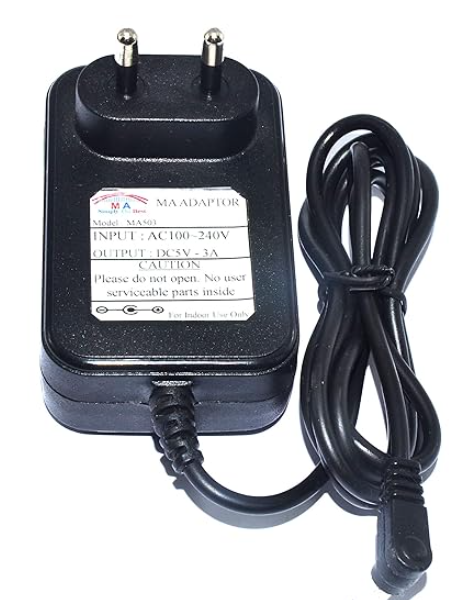 MA
MA ADAPTOR
Model : MA503
INPUT : AC100~240V
OUTPUT : DC5V - 3A
CAUTION
Please do not open. No user
serviceable parts inside
For Indoor Use Only